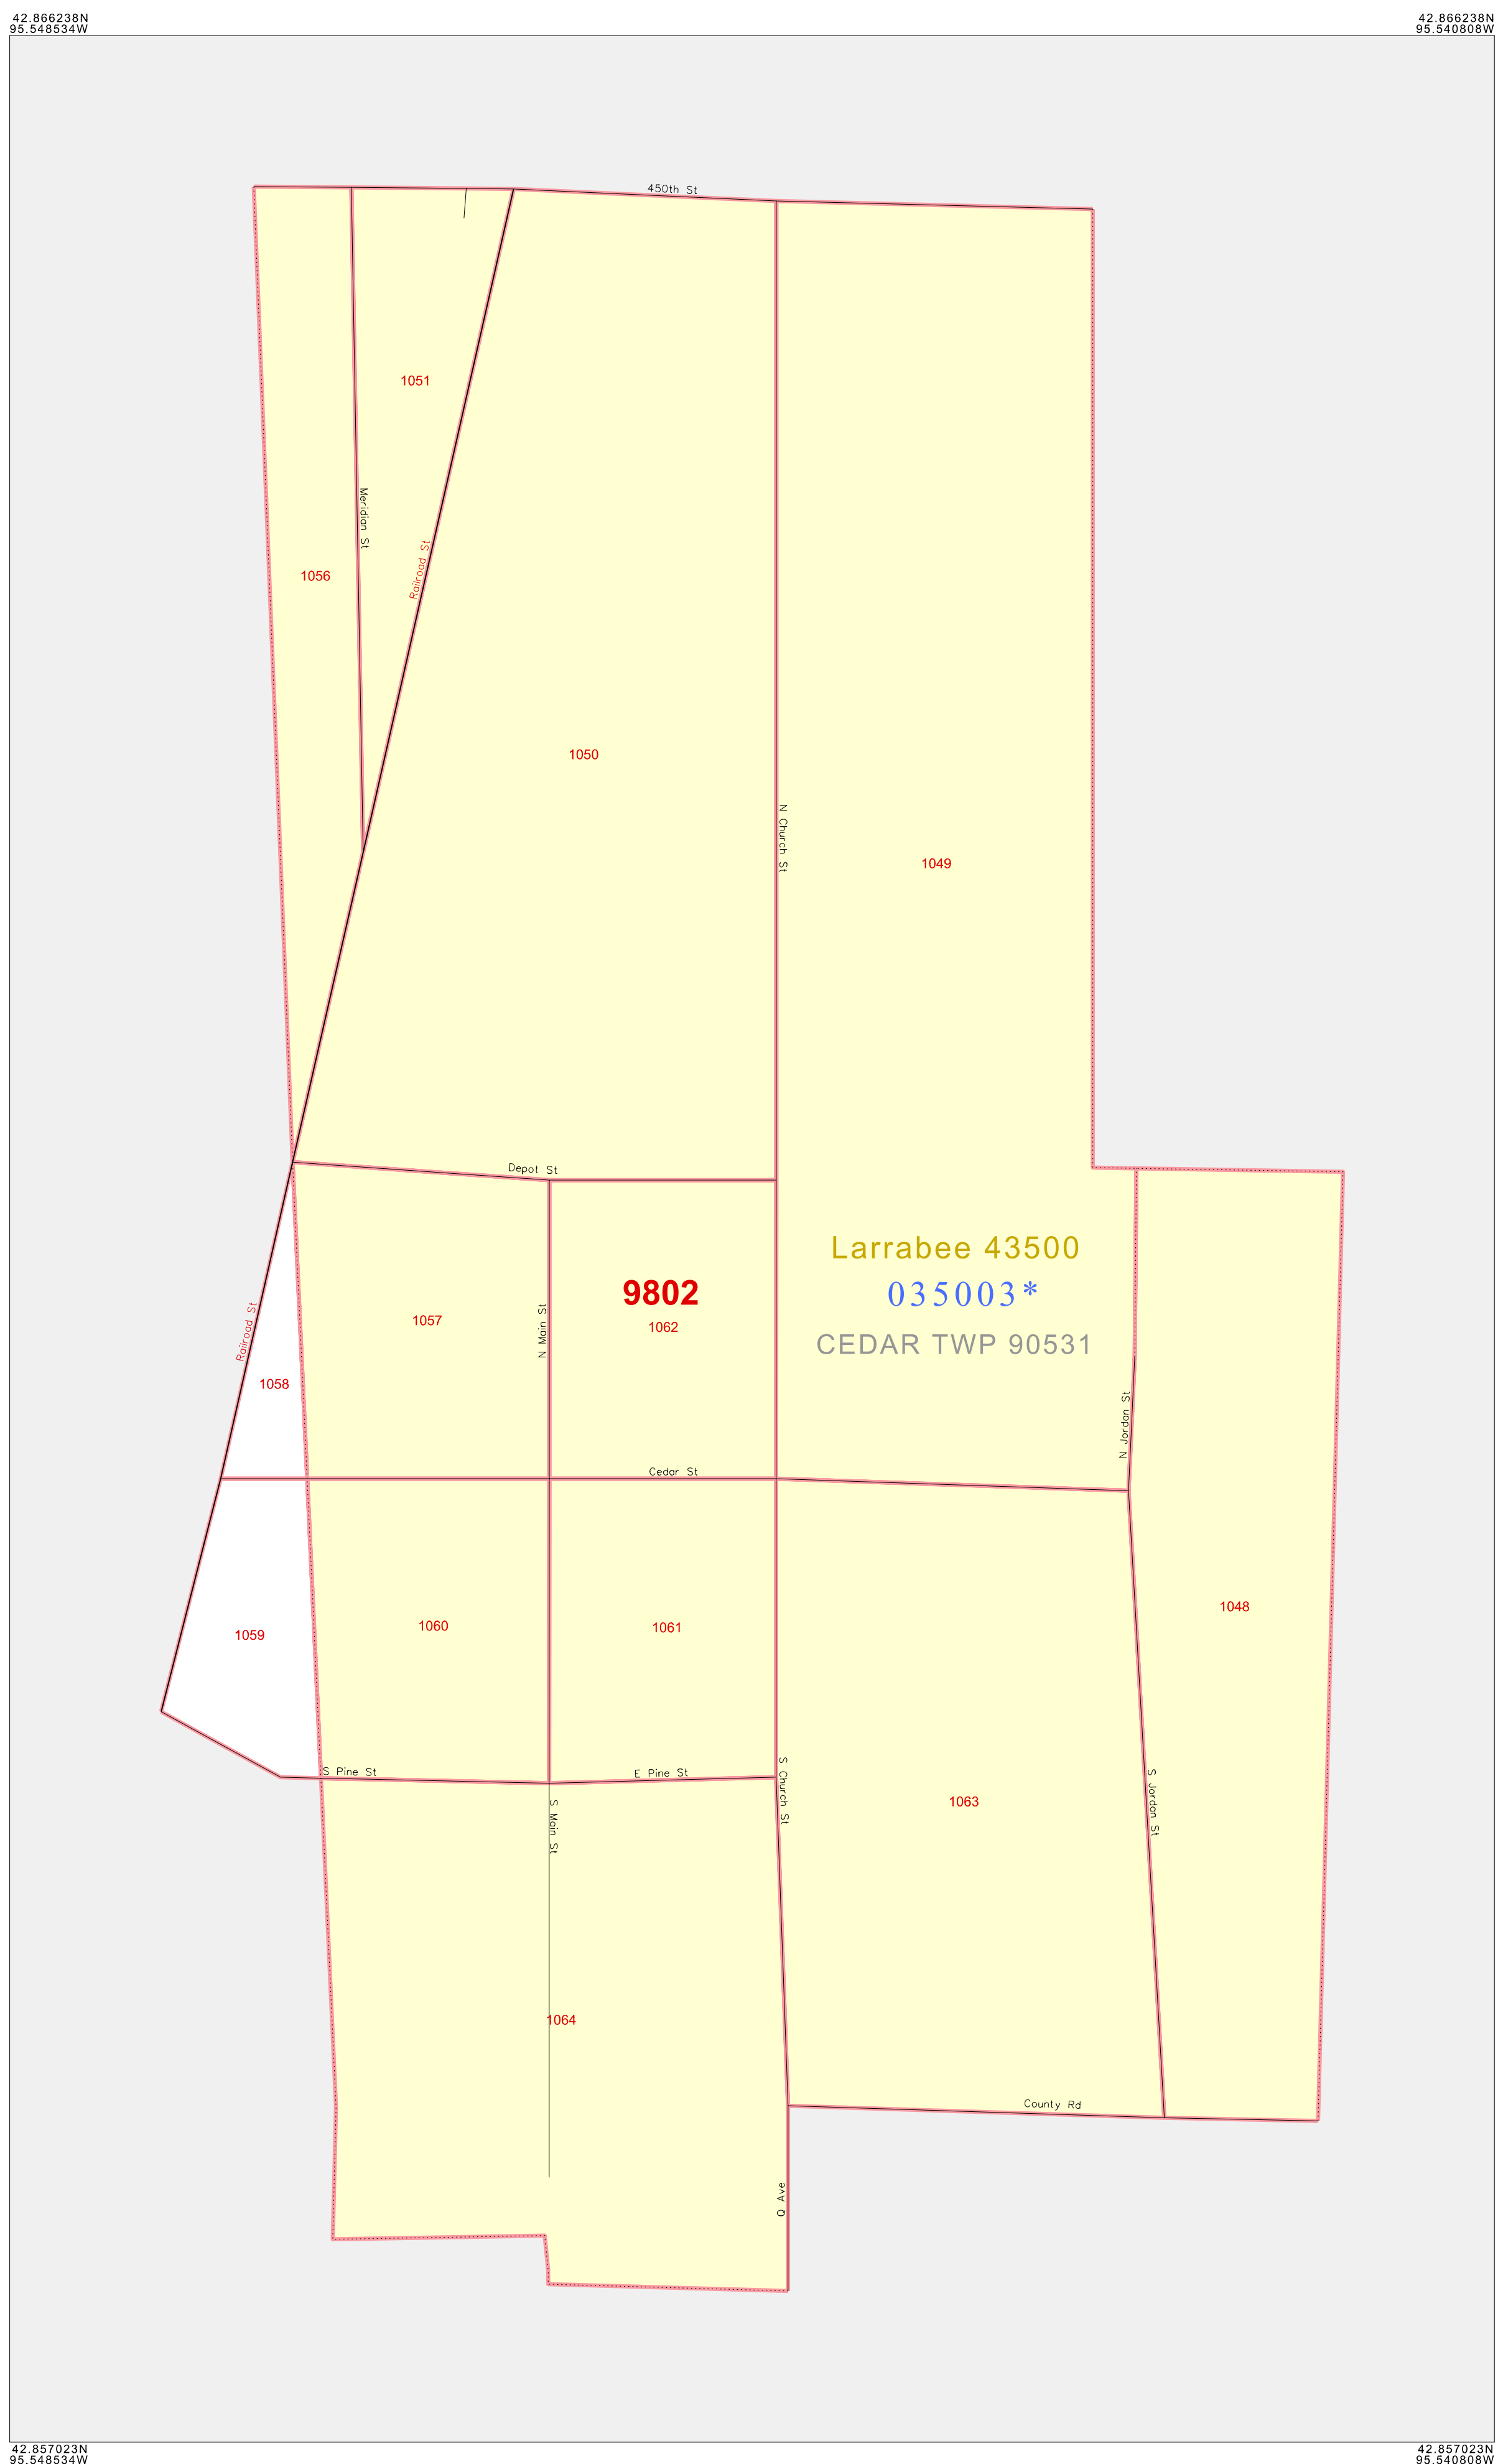 42.866238N
95.548534W
42.866238N
95.540808W
450th St
1051
Meridian St
Railroad St
1056
1050
N Church St
1049
Depot St
Larrabee 43500
9802
035003*
N Main St
1057
1062
CEDAR TWP 90531
Railroad St
1058
N Jordan St
Cedar St
1048
1059
1060
1061
S Pine St
E Pine St
S Church St
S Main St
1063
S Jordan St
1064
County Rd
Q Ave
42.857023N
95.548534W
42.857023N
95.540808W